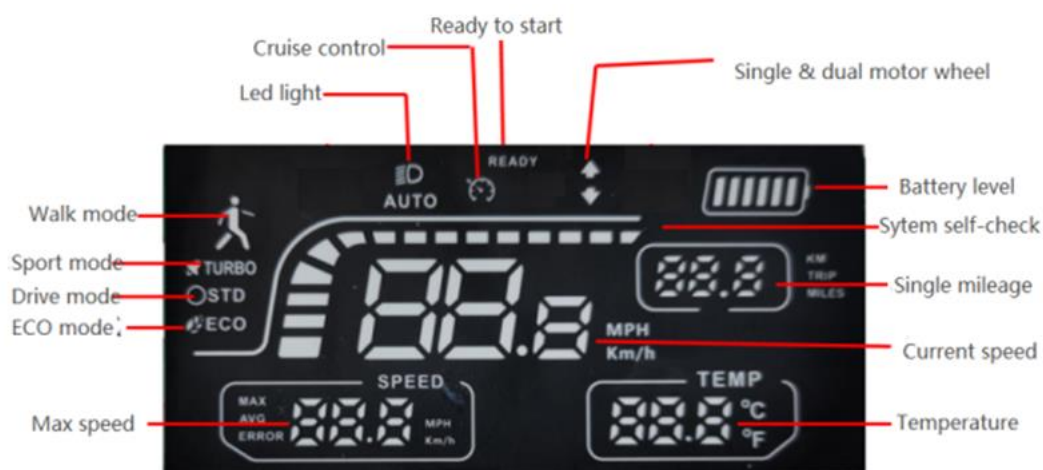 Ready to start
Cruise control
Single & dual motor wheel
Led light
READY
AUTO
Battery level
Walk mode
Sytem self-check
Sport mode
TURBO
88.8
KM
TRIP
MILES
Single mileage
Drive mode
STD
88.8
ECO mode
ECO
MPH
Km/h
Current speed
SPEED
TEMP
Max speed
MAX
AVG
ERROR
88.8
MPH
Km/h
88.8
°C
°F
Temperature